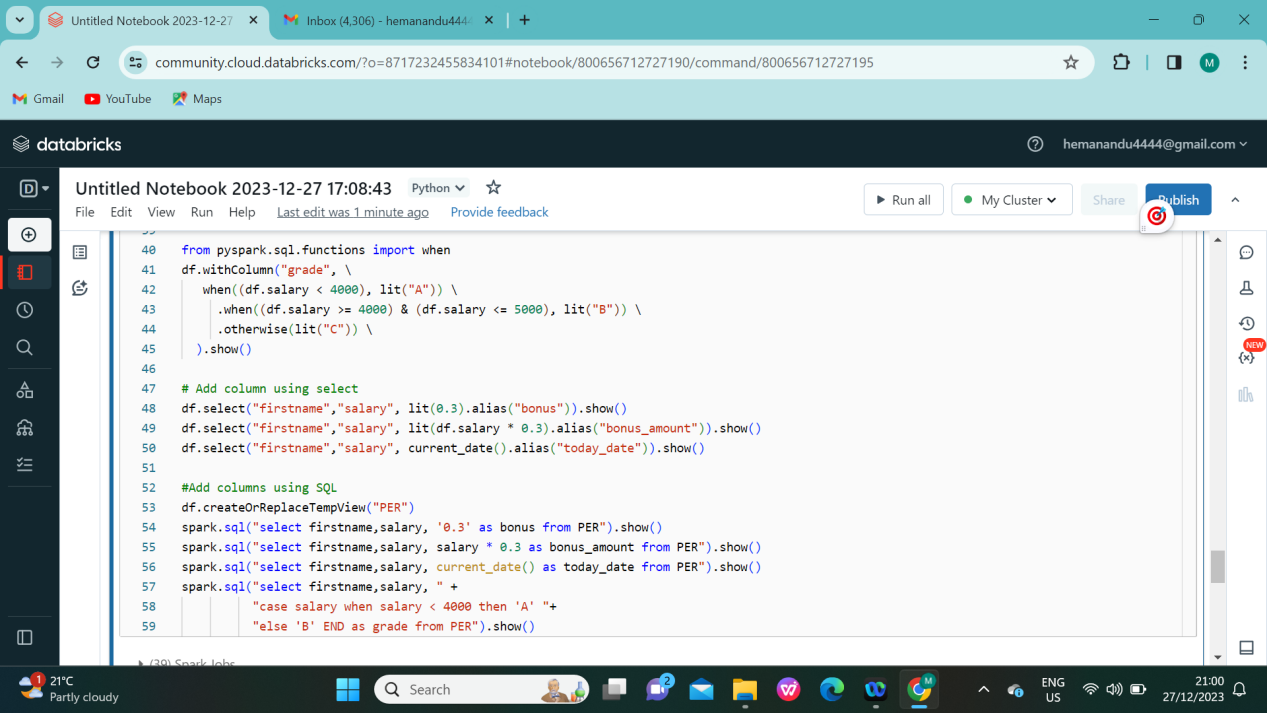 Untitled Notebook 2023-12-27
Inbox (4,306) - hemanandu4444
community.cloud.databricks.com/?o=8717232455834101#notebook/800656712727190/command/800656712727195
M
Gmail YouTube Maps
databricks
hemanandu4444@gmail.com
D
Untitled Notebook 2023-12-27 17:08:43 Python
Run all My Cluster Share Publish
File Edit View Run Help Last edit was 1 minute ago Provide feedback
39
40 from pyspark.sql.functions import when
41 df.withColumn("grade", \
42 when((df.salary < 4000), lit("A")) \
43 .when((df.salary >= 4000) & (df.salary <= 5000), lit("B")) \
44 .otherwise(lit("C")) \
45 ).show()
46
47 # Add column using select
48 df.select("firstname","salary", lit(0.3).alias("bonus")).show()
49 df.select("firstname","salary", lit(df.salary * 0.3).alias("bonus_amount")).show()
50 df.select("firstname","salary", current_date().alias("today_date")).show()
51
52 #Add columns using SQL
53 df.createOrReplaceTempView("PER")
54 spark.sql("select firstname,salary, '0.3' as bonus from PER").show()
55 spark.sql("select firstname,salary, salary * 0.3 as bonus_amount from PER").show()
56 spark.sql("select firstname,salary, current_date() as today_date from PER").show()
57 spark.sql("select firstname,salary, " +
58 "case salary when salary < 4000 then 'A' "+
59 "else 'B' END as grade from PER").show()
(39) Spark Jobs
NEW
1
21°C
Partly cloudy
Search
2
M
ENG
US
21:00
27/12/2023